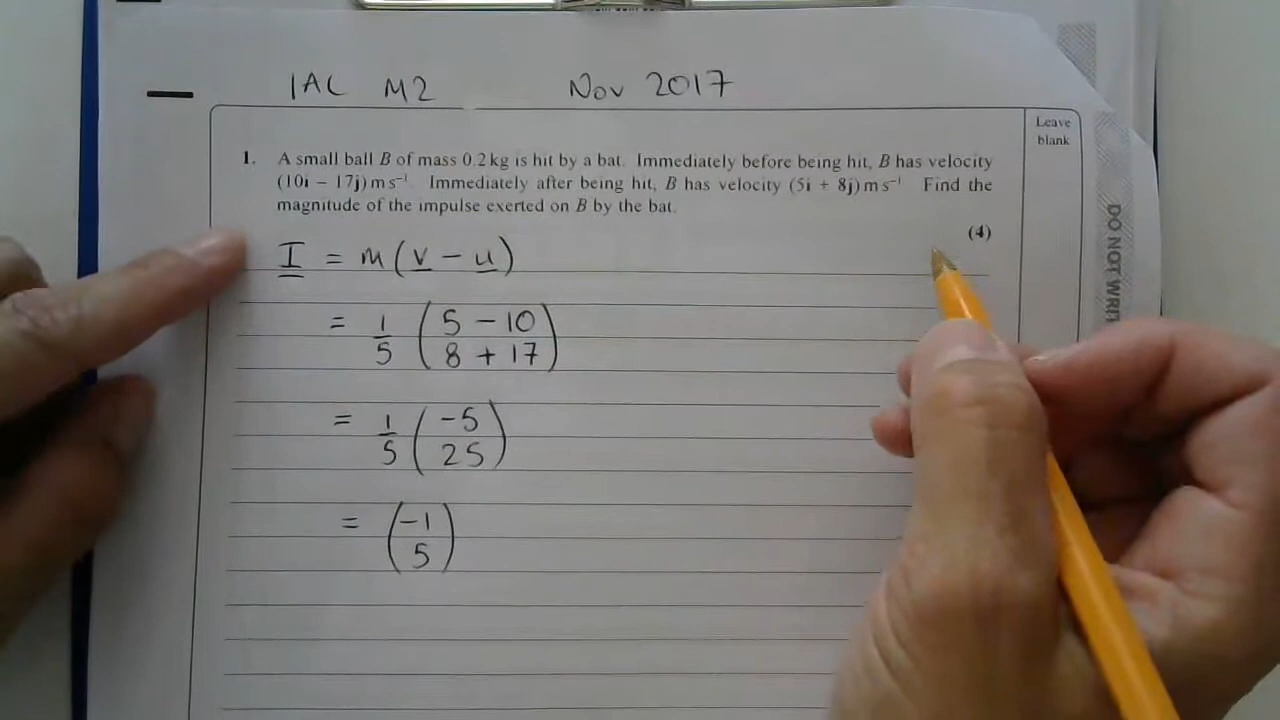 IAL M2 Nov 2017
Leave
blank
1. A small ball B of mass 0.2 kg is hit by a bat. Immediately before being hit, B has velocity
(10i − 17j) m s⁻¹. Immediately after being hit, B has velocity (5i + 8j) m s⁻¹. Find the
magnitude of the impulse exerted on B by the bat.
(4)
I = m(v − u)
= 1/5 (5 − 10
8 + 17)
= 1/5 (−5
25)
= (−1
5)
DO NOT WRIT